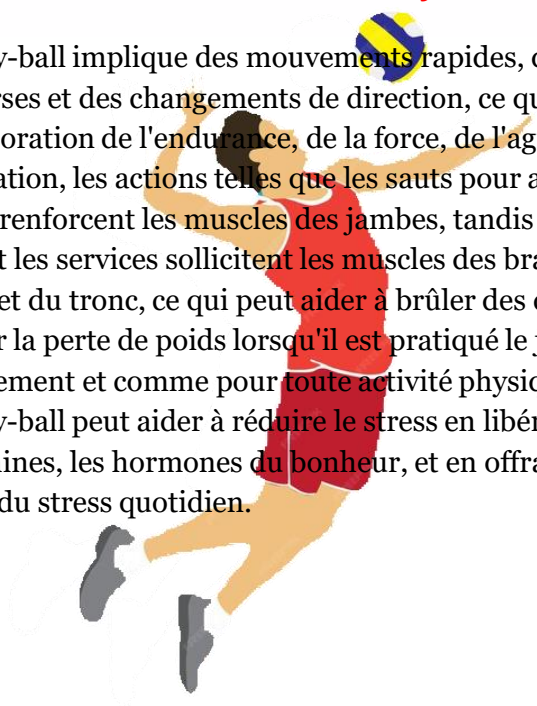 y-ball implique des mouvements rapides, d
rses et des changements de direction, ce qu
oration de l'endurance, de la force, de l'ag
ation, les actions telles que les sauts pour a
renforcent les muscles des jambes, tandis
t les services sollicitent les muscles des bra
et du tronc, ce qui peut aider à brûler des
r la perte de poids lorsqu'il est pratiqué le j
ement et comme pour toute activité physic
y-ball peut aider à réduire le stress en libér
ines, les hormones du bonheur, et en offra
du stress quotidien.